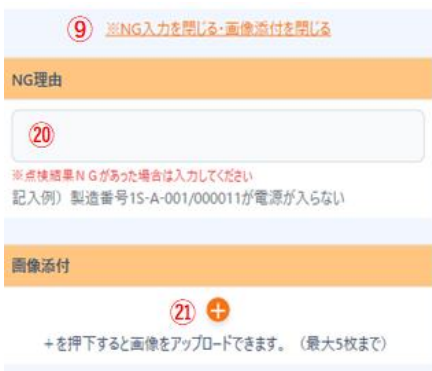 ⑨ ※NG入力を閉じる・画像添付を閉じる
NG理由
⑳
※点検結果NGがあった場合は入力してください
記入例）製造番号1S-A-001/000011が電源が入らない
画像添付
㉑ +
+を押下すると画像をアップロードできます。（最大5枚まで）